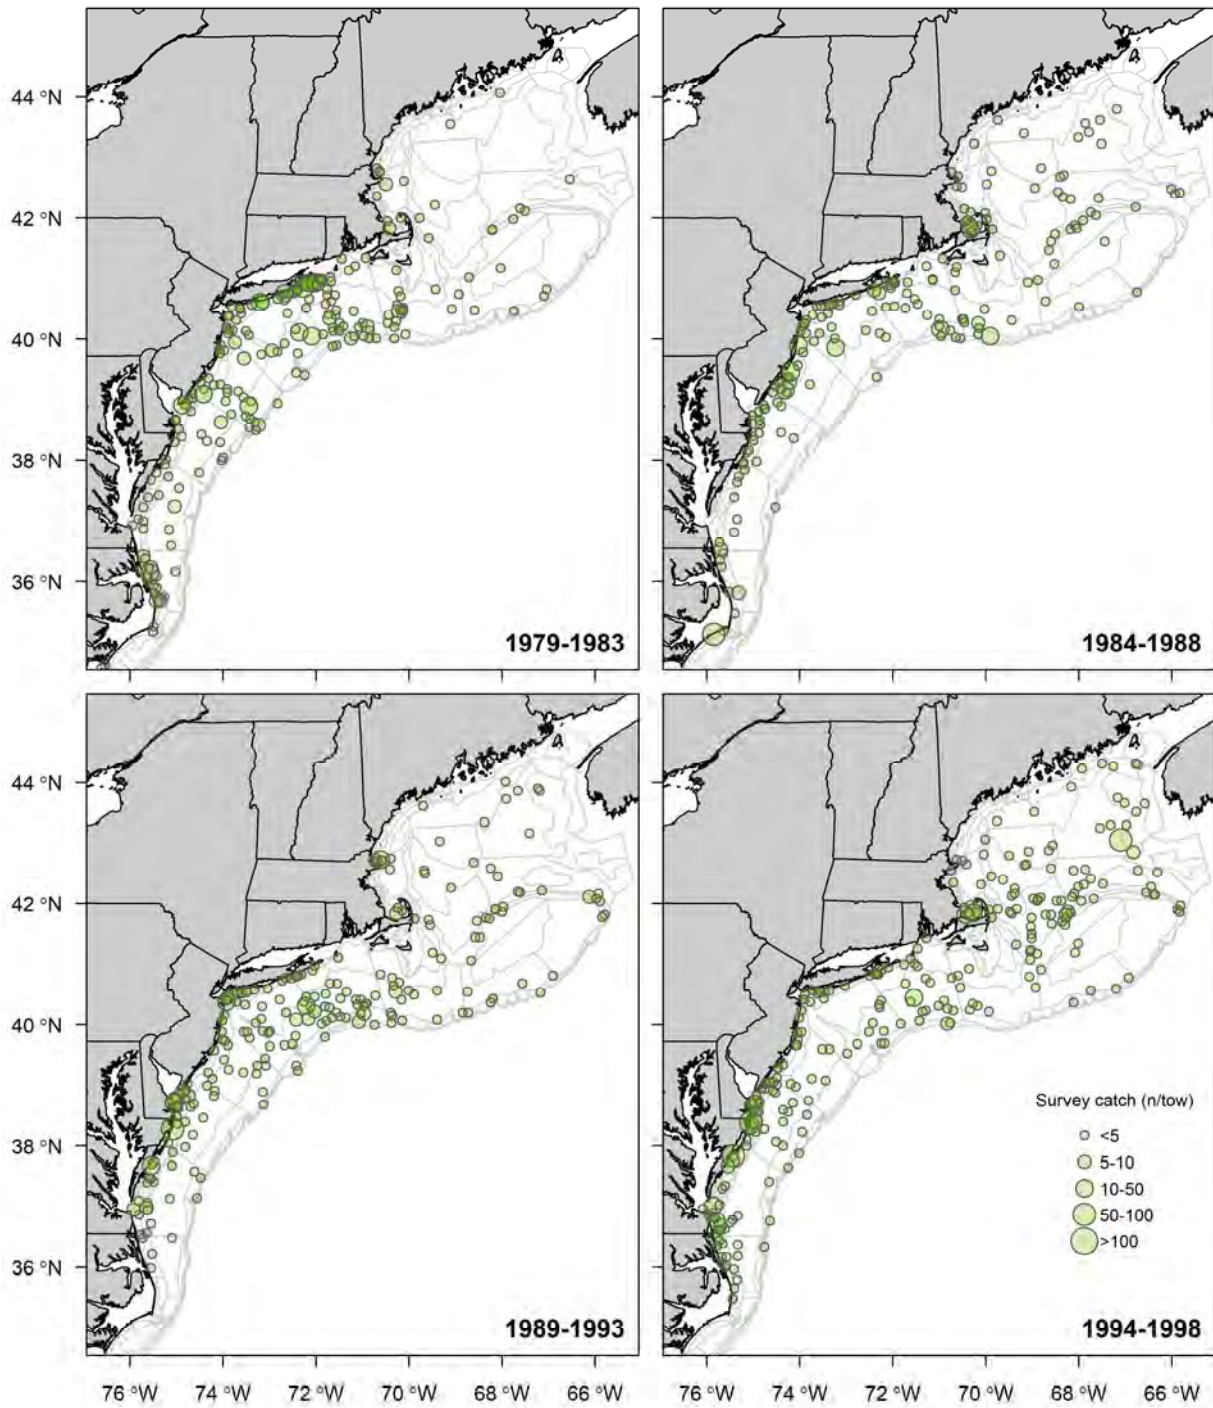 44 °N
42 °N
40 °N
38 °N
36 °N
1979-1983
1984-1988
44 °N
42 °N
40 °N
38 °N
36 °N
1989-1993
Survey catch (n/tow)
<5
5-10
10-50
50-100
>100
1994-1998
76 °W 74 °W 72 °W 70 °W 68 °W 66 °W 76 °W 74 °W 72 °W 70 °W 68 °W 66 °W